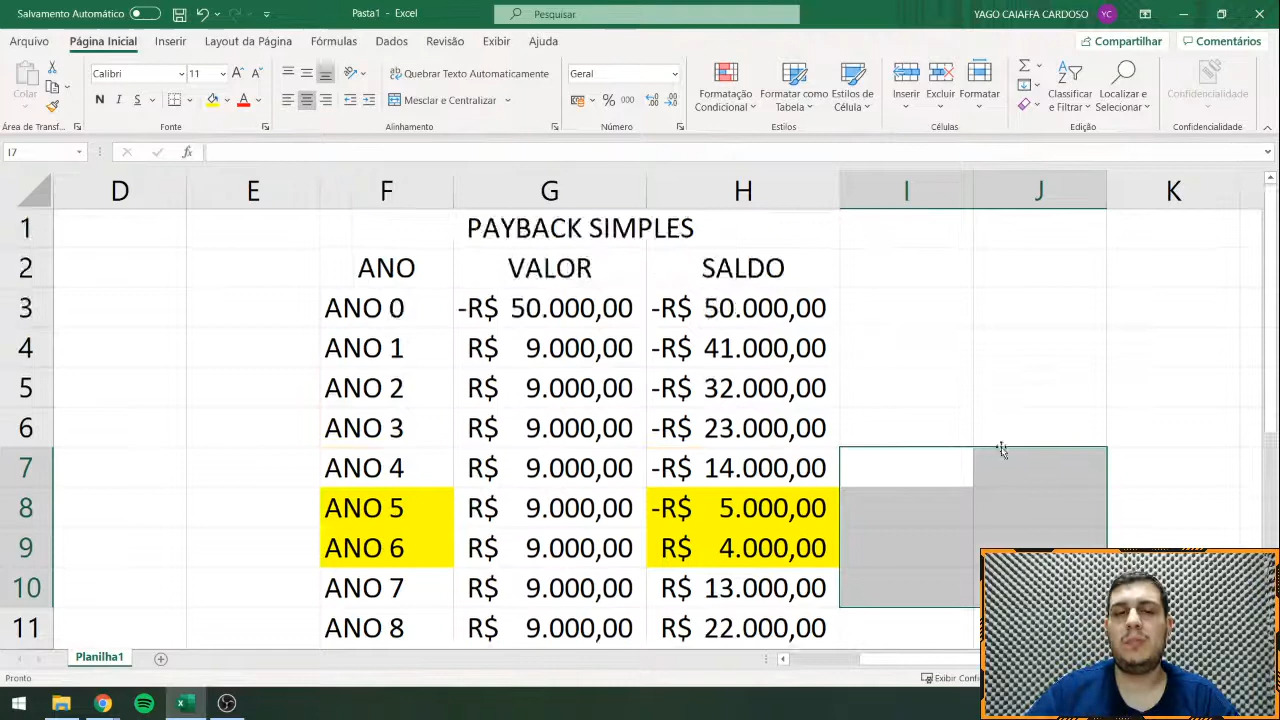 Salvamento Automático
Pasta1 - Excel
Pesquisar
YAGO CAIAFFA CARDOSO
YC
Arquivo Página Inicial Inserir Layout da Página Fórmulas Dados Revisão Exibir Ajuda
Compartilhar
Comentários
Colar
Calibri
11
N I S
Quebrar Texto Automaticamente
Mesclar e Centralizar
Geral
% 000
Formatação Condicional
Formatar como Tabela
Estilos de Célula
Inserir
Excluir
Formatar
Classificar e Filtrar
Localizar e Selecionar
Confidencialidade
Área de Transf...
Fonte
Alinhamento
Número
Estilos
Células
Edição
Confidencialidade
I7
fx
D E F G H I J K
1 PAYBACK SIMPLES
2 ANO VALOR SALDO
3 ANO 0 -R$ 50.000,00 -R$ 50.000,00
4 ANO 1 R$ 9.000,00 -R$ 41.000,00
5 ANO 2 R$ 9.000,00 -R$ 32.000,00
6 ANO 3 R$ 9.000,00 -R$ 23.000,00
7 ANO 4 R$ 9.000,00 -R$ 14.000,00
8 ANO 5 R$ 9.000,00 -R$ 5.000,00
9 ANO 6 R$ 9.000,00 R$ 4.000,00
10 ANO 7 R$ 9.000,00 R$ 13.000,00
11 ANO 8 R$ 9.000,00 R$ 22.000,00
Planilha1
Pronto
Exibir Confi